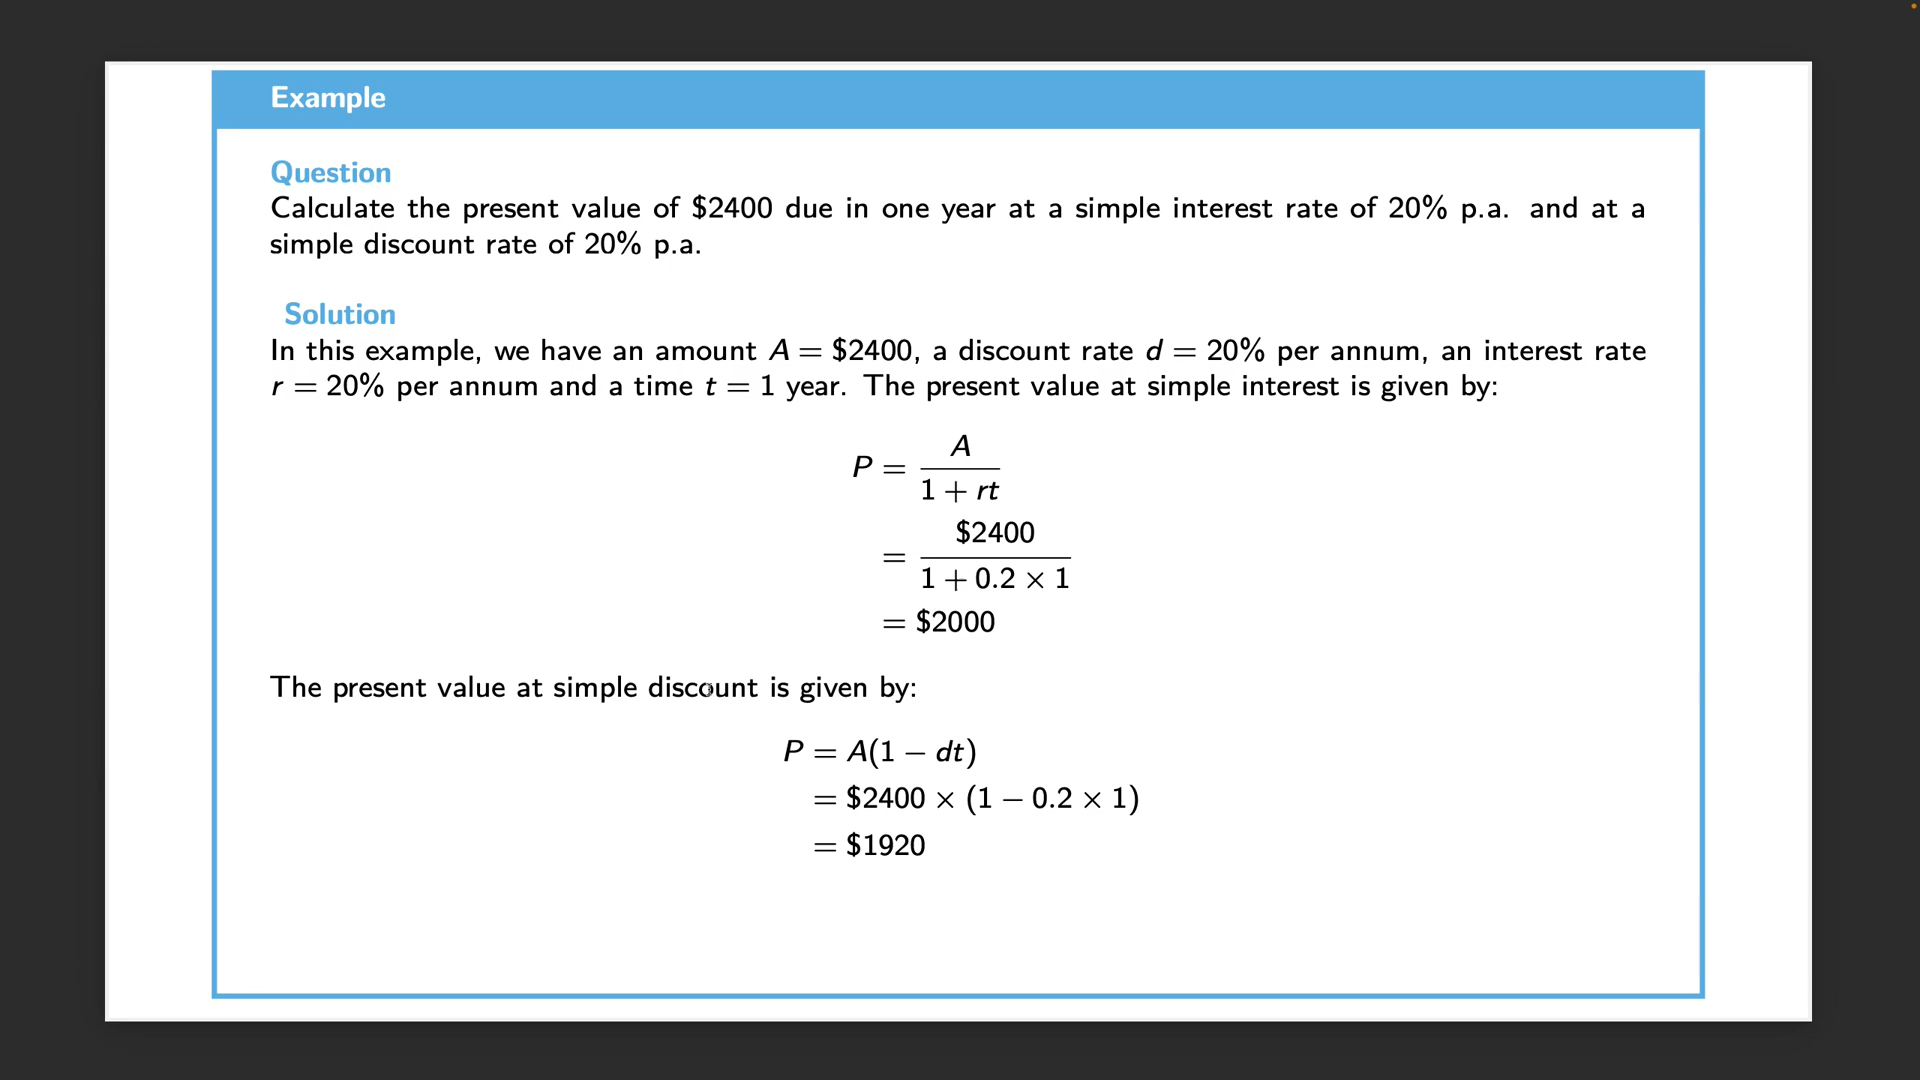 Example
Question
Calculate the present value of $2400 due in one year at a simple interest rate of 20% p.a. and at a
simple discount rate of 20% p.a.
Solution
In this example, we have an amount A = $2400, a discount rate d = 20% per annum, an interest rate
r = 20% per annum and a time t = 1 year. The present value at simple interest is given by:
P = A / (1 + rt)
= $2400 / (1 + 0.2 × 1)
= $2000
The present value at simple discount is given by:
P = A(1 − dt)
= $2400 × (1 − 0.2 × 1)
= $1920